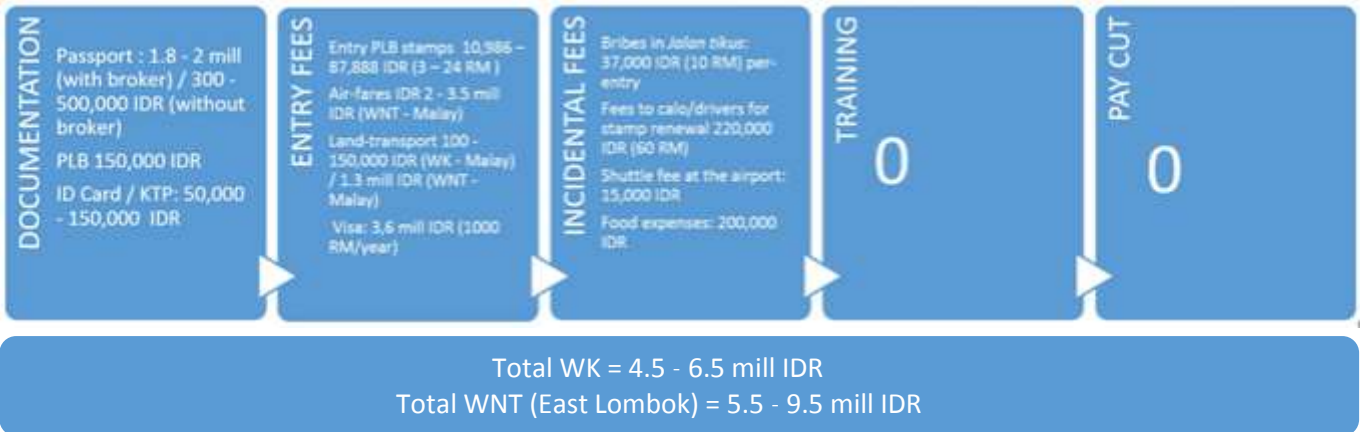 DOCUMENTATION
Passport : 1.8 - 2 mill
(with broker) / 300 -
500,000 IDR (without
broker)
PLB 150,000 IDR
ID Card / KTP: 50,000
- 150,000 IDR
ENTRY FEES
Entry PLB stamps 10,986 –
87,888 IDR (3 – 24 RM )
Air-fares IDR 2 - 3.5 mill
IDR (WNT - Malay)
Land-transport 100 -
150,000 IDR (WK - Malay)
/ 1.3 mill IDR (WNT -
Malay)
Visa: 3,6 mill IDR (1000
RM/year)
INCIDENTAL FEES
Bribes in Jalan tikus:
37,000 IDR (10 RM) per-
entry
Fees to calo/drivers for
stamp renewal 220,000
IDR (60 RM)
Shuttle fee at the airport:
15,000 IDR
Food expenses: 200,000
IDR
TRAINING
0
PAY CUT
0
Total WK = 4.5 - 6.5 mill IDR
Total WNT (East Lombok) = 5.5 - 9.5 mill IDR